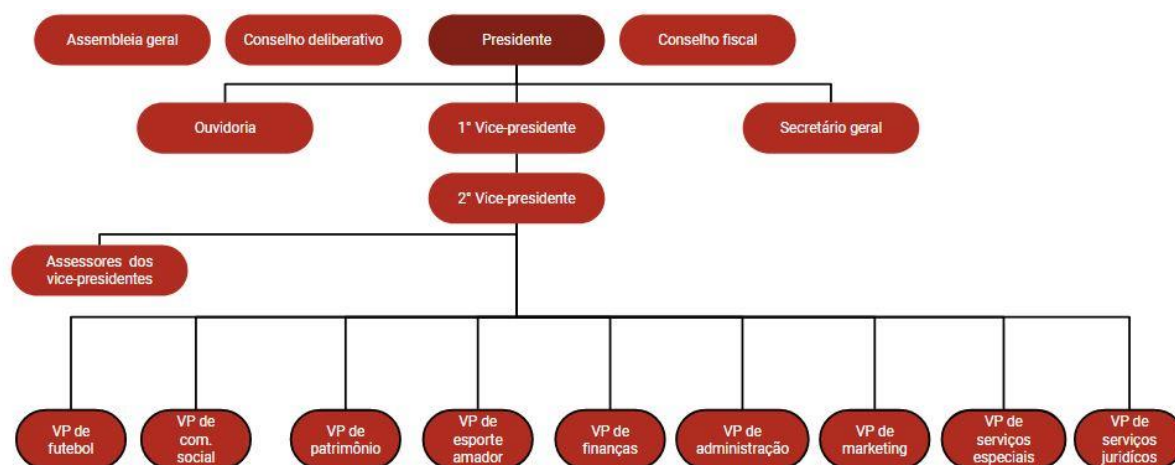 Assembleia geral
Conselho deliberativo
Presidente
Conselho fiscal
Ouvidoria
1° Vice-presidente
Secretário geral
2° Vice-presidente
Assessores dos
vice-presidentes
VP de
futebol
VP de
com.
social
VP de
patrimônio
VP de
esporte
amador
VP de
finanças
VP de
administração
VP de
marketing
VP de
serviços
especiais
VP de
serviços
juridícos